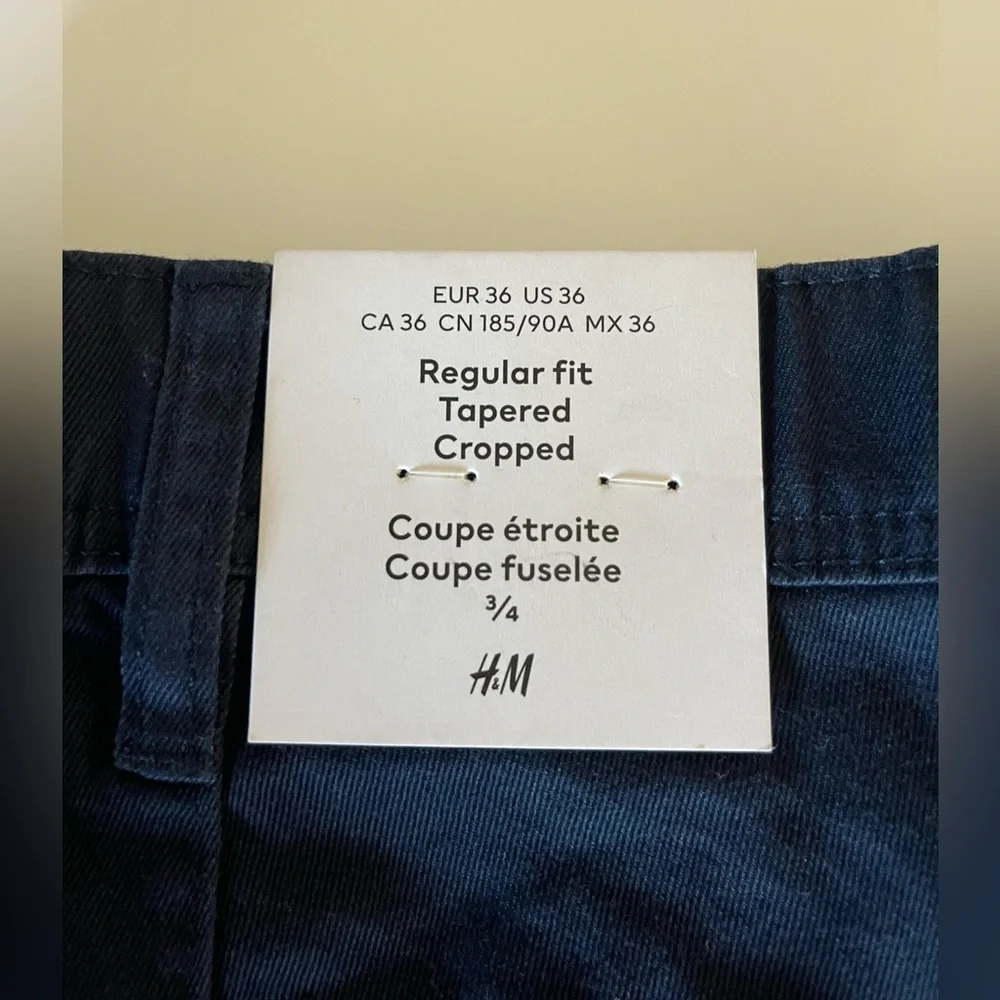 EUR 36 US 36
CA 36 CN 185/90A MX 36
Regular fit
Tapered
Cropped
Coupe étroite
Coupe fuselée
3/4
H&M